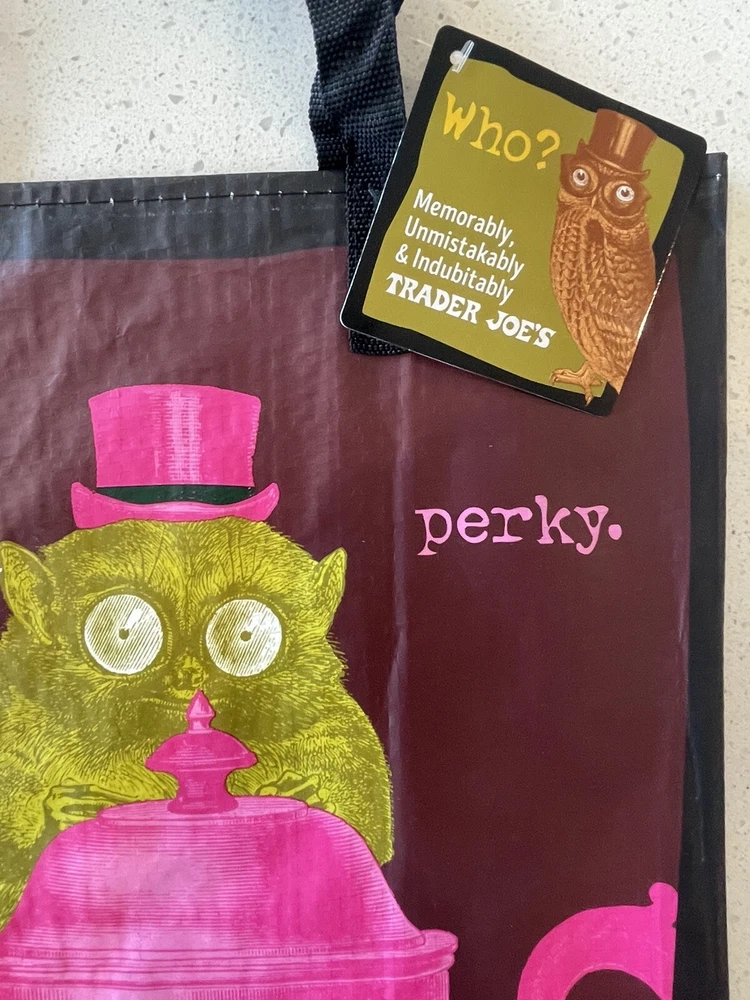 Who?
Memorably,
Unmistakably
& Indubitably
TRADER JOE'S
perky.